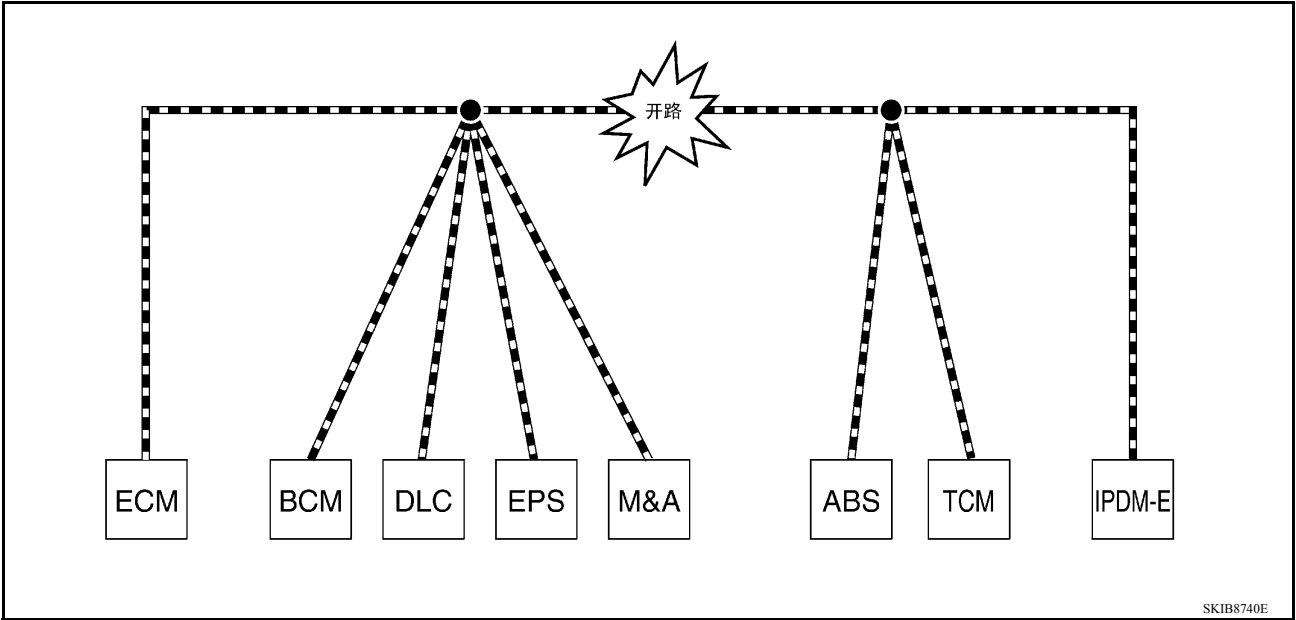 开路
ECM
BCM
DLC
EPS
M&A
ABS
TCM
IPDM-E
SKIB8740E